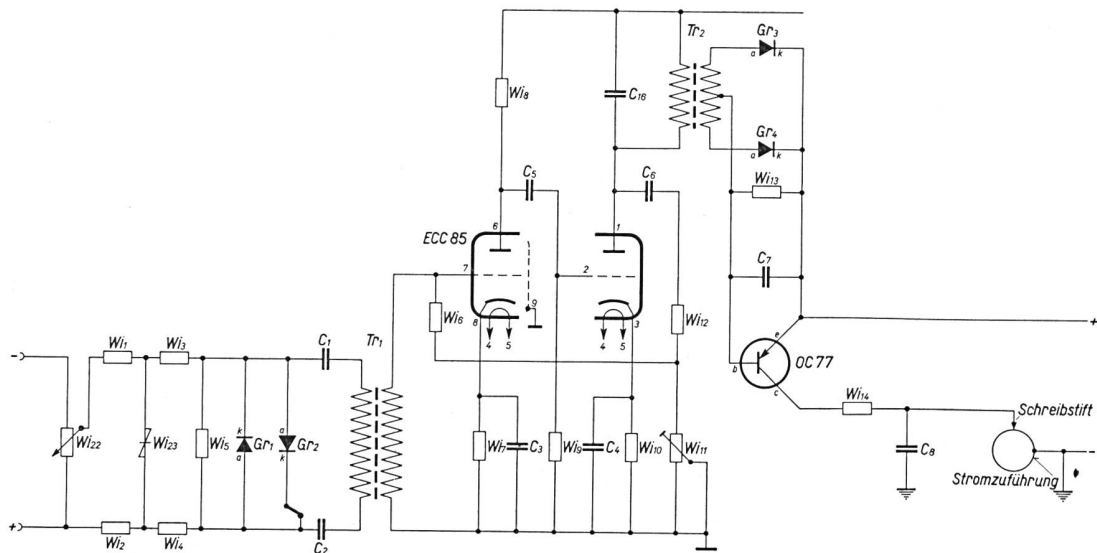 Tr2
Gr3
a
k
Wi8
C16
Gr4
a
k
Wi13
C5
C6
C7
ECC 85
6
1
7
2
9
8
3
4
5
4
5
Wi6
Wi12
+
e
b
OC 77
c
Wi14
Schreibstift
C8
-
Stromzuführung
-
Wi1
Wi3
C1
Tr1
Wi22
Wi23
Wi5
k
Gr1
a
a
Gr2
k
Wi7
C3
Wi9
C4
Wi10
Wi11
+
Wi2
Wi4
C2